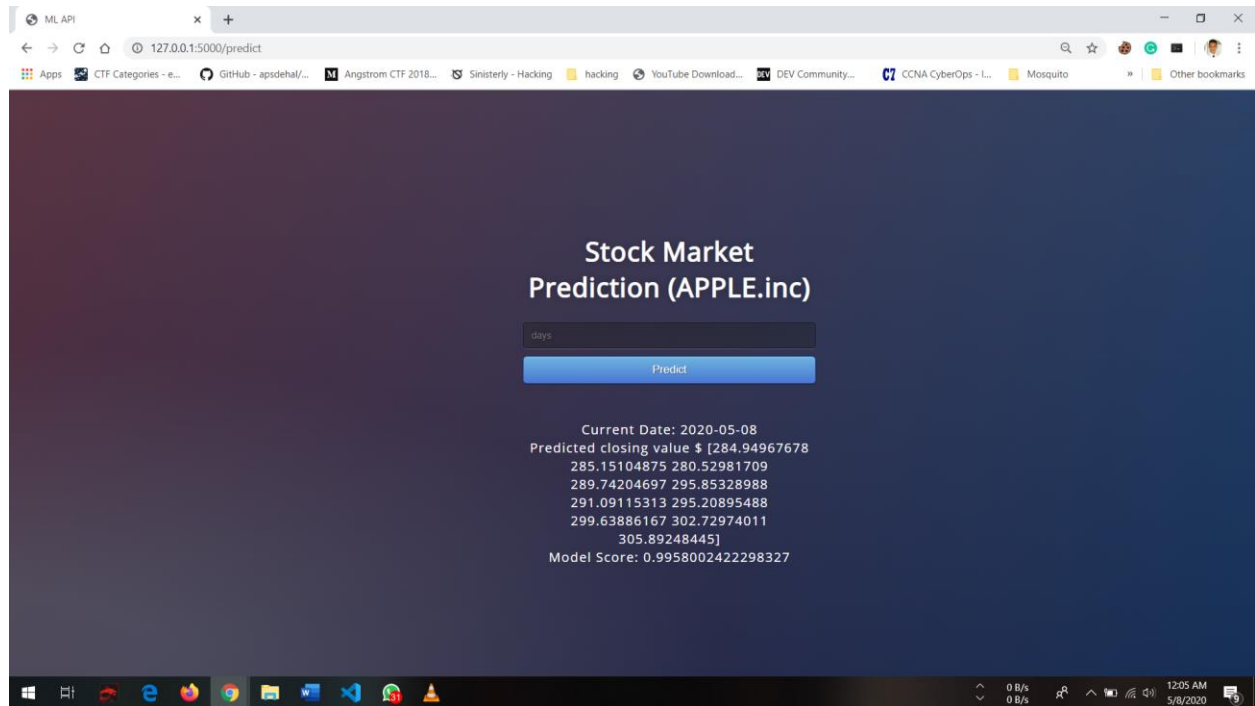 ML API
127.0.0.1:5000/predict
Apps CTF Categories - e... GitHub - apsdehal/... Angstrom CTF 2018... Sinisterly - Hacking hacking YouTube Download... DEV DEV Community... CCNA CyberOps - I... Mosquito » Other bookmarks
Stock Market
Prediction (APPLE.inc)
days
Predict
Current Date: 2020-05-08
Predicted closing value $ [284.94967678
285.15104875 280.52981709
289.74204697 295.85328988
291.09115313 295.20895488
299.63886167 302.72974011
305.89248445]
Model Score: 0.9958002422298327
31
0 B/s
0 B/s
12:05 AM
5/8/2020
9